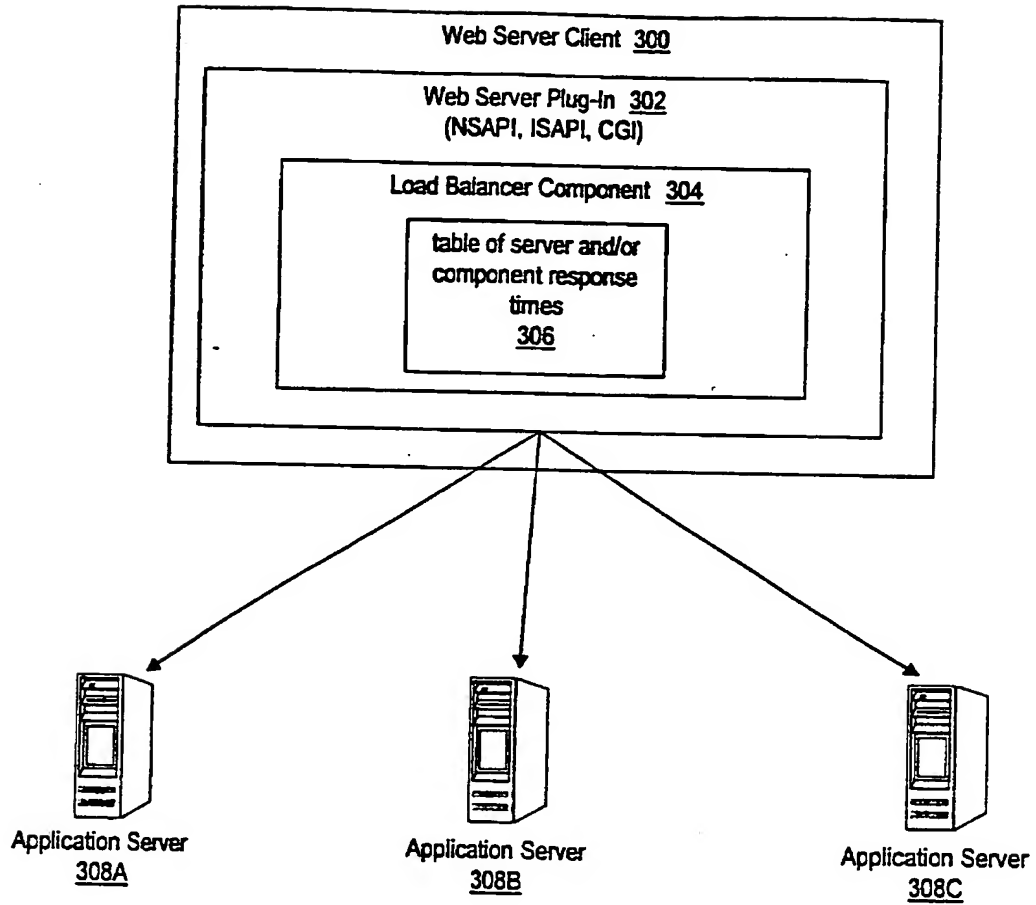 Web Server Client 300
Web Server Plug-In 302
(NSAPI, ISAPI, CGI)
Load Balancer Component 304
table of server and/or
component response
times
306
Application Server
308A
Application Server
308B
Application Server
308C